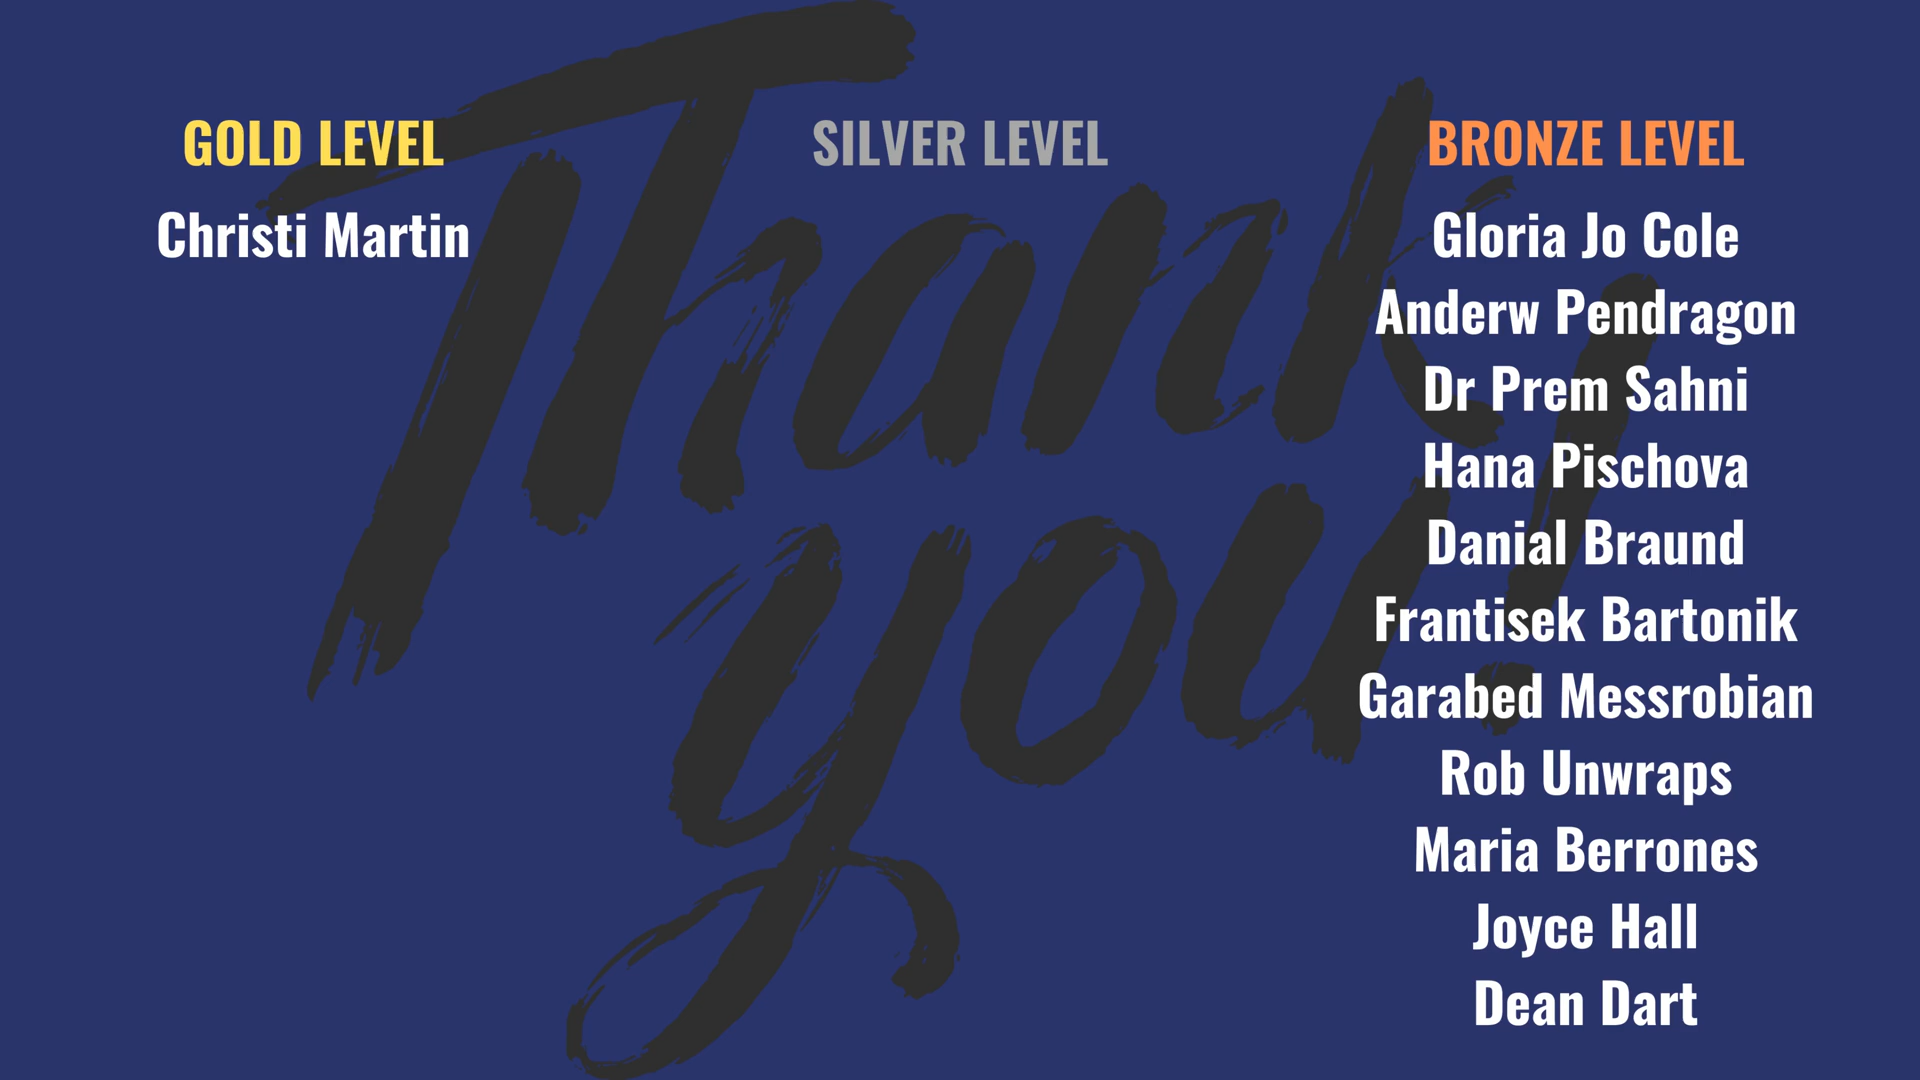 Thank
you!
GOLD LEVEL
Christi Martin
SILVER LEVEL
BRONZE LEVEL
Gloria Jo Cole
Anderw Pendragon
Dr Prem Sahni
Hana Pischova
Danial Braund
Frantisek Bartonik
Garabed Messrobian
Rob Unwraps
Maria Berrones
Joyce Hall
Dean Dart